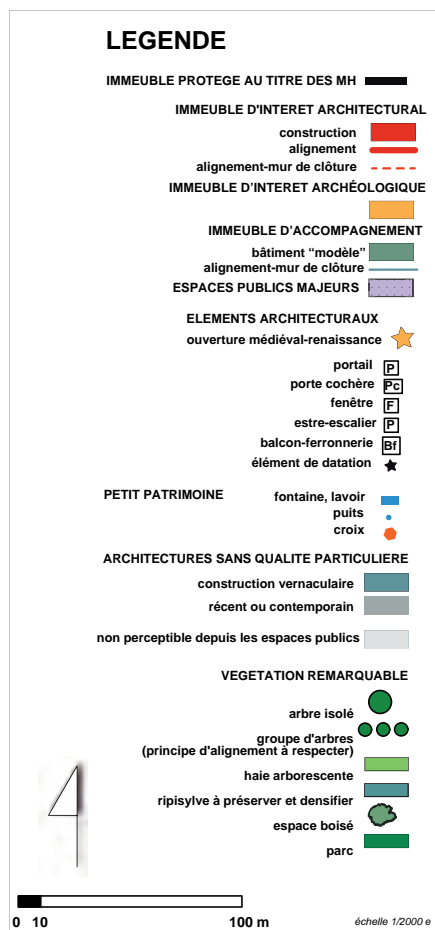 LEGENDE
IMMEUBLE PROTEGE AU TITRE DES MH
IMMEUBLE D'INTERET ARCHITECTURAL
construction
alignement
alignement-mur de clôture
IMMEUBLE D'INTERET ARCHÉOLOGIQUE
IMMEUBLE D'ACCOMPAGNEMENT
bâtiment “modèle”
alignement-mur de clôture
ESPACES PUBLICS MAJEURS
ELEMENTS ARCHITECTURAUX
ouverture médiéval-renaissance
portail P
porte cochère Pc
fenêtre F
estre-escalier P
balcon-ferronnerie Bf
élément de datation
PETIT PATRIMOINE fontaine, lavoir
puits
croix
ARCHITECTURES SANS QUALITE PARTICULIERE
construction vernaculaire
récent ou contemporain
non perceptible depuis les espaces publics
VEGETATION REMARQUABLE
arbre isolé
groupe d'arbres
(principe d'alignement à respecter)
haie arborescente
ripisylve à préserver et densifier
espace boisé
parc
0 10 100 m échelle 1/2000 e